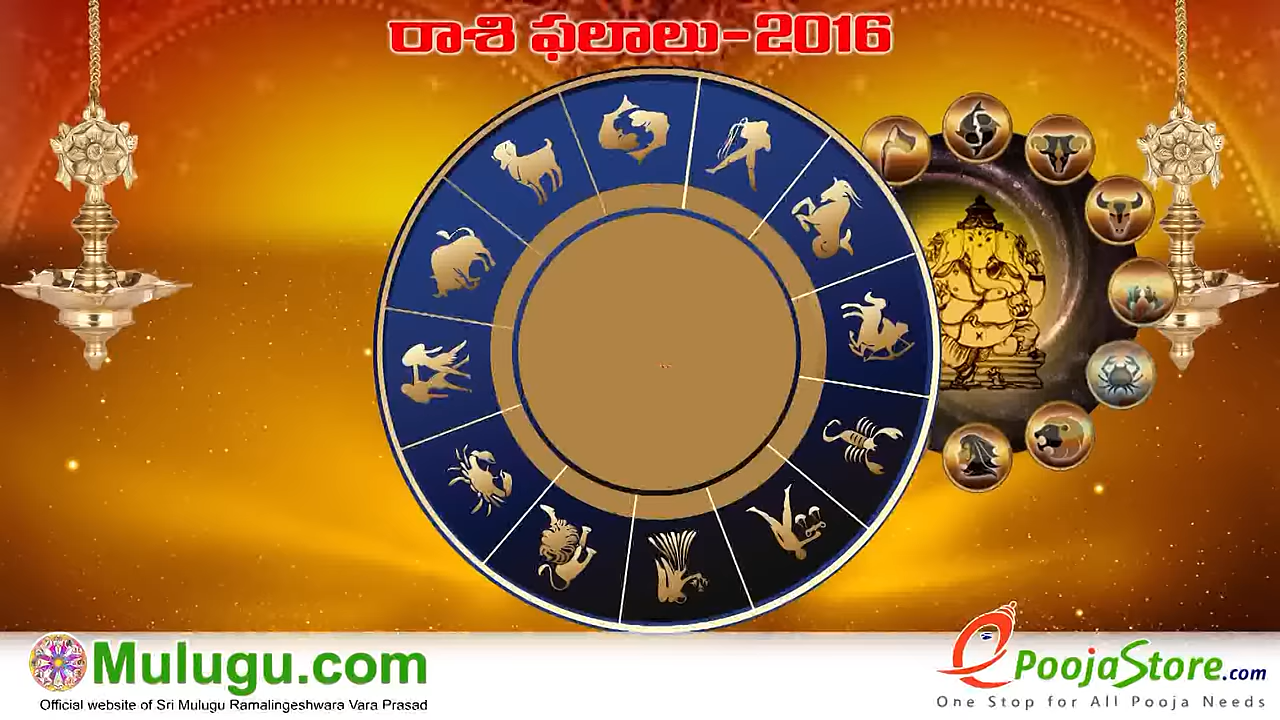 రాశి ఫలాలు-2016
Mulugu.com
Official website of Sri Mulugu Ramalingeshwara Vara Prasad
ePoojaStore.com
One Stop for All Pooja Needs